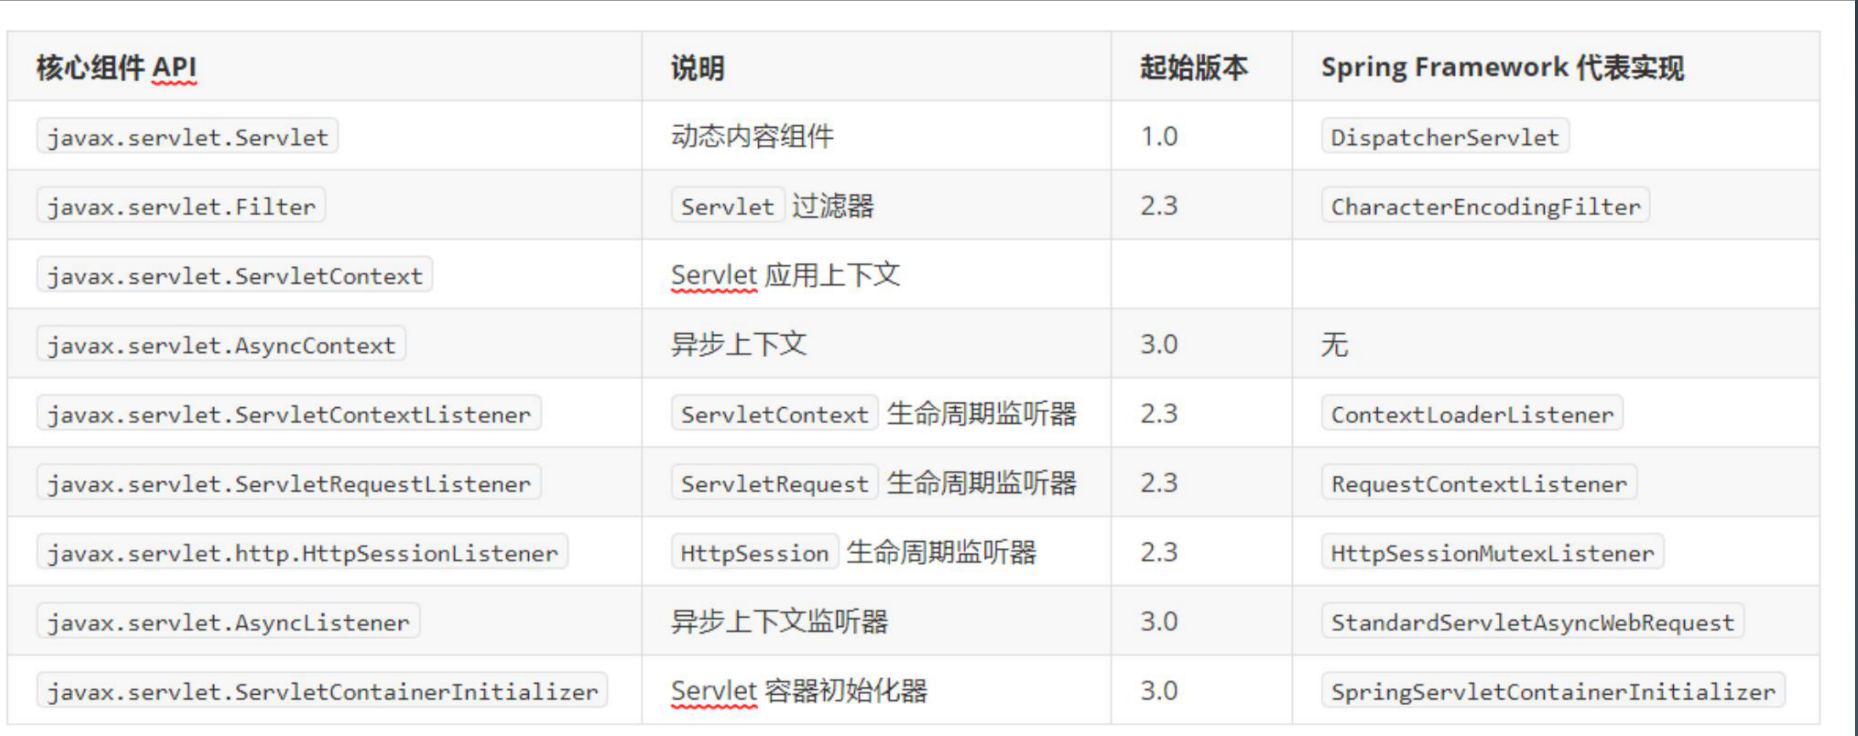 核心组件 API 说明 起始版本 Spring Framework 代表实现
javax.servlet.Servlet 动态内容组件 1.0 DispatcherServlet
javax.servlet.Filter Servlet 过滤器 2.3 CharacterEncodingFilter
javax.servlet.ServletContext Servlet 应用上下文
javax.servlet.AsyncContext 异步上下文 3.0 无
javax.servlet.ServletContextListener ServletContext 生命周期监听器 2.3 ContextLoaderListener
javax.servlet.ServletRequestListener ServletRequest 生命周期监听器 2.3 RequestContextListener
javax.servlet.http.HttpSessionListener HttpSession 生命周期监听器 2.3 HttpSessionMutexListener
javax.servlet.AsyncListener 异步上下文监听器 3.0 StandardServletAsyncWebRequest
javax.servlet.ServletContainerInitializer Servlet 容器初始化器 3.0 SpringServletContainerInitializer